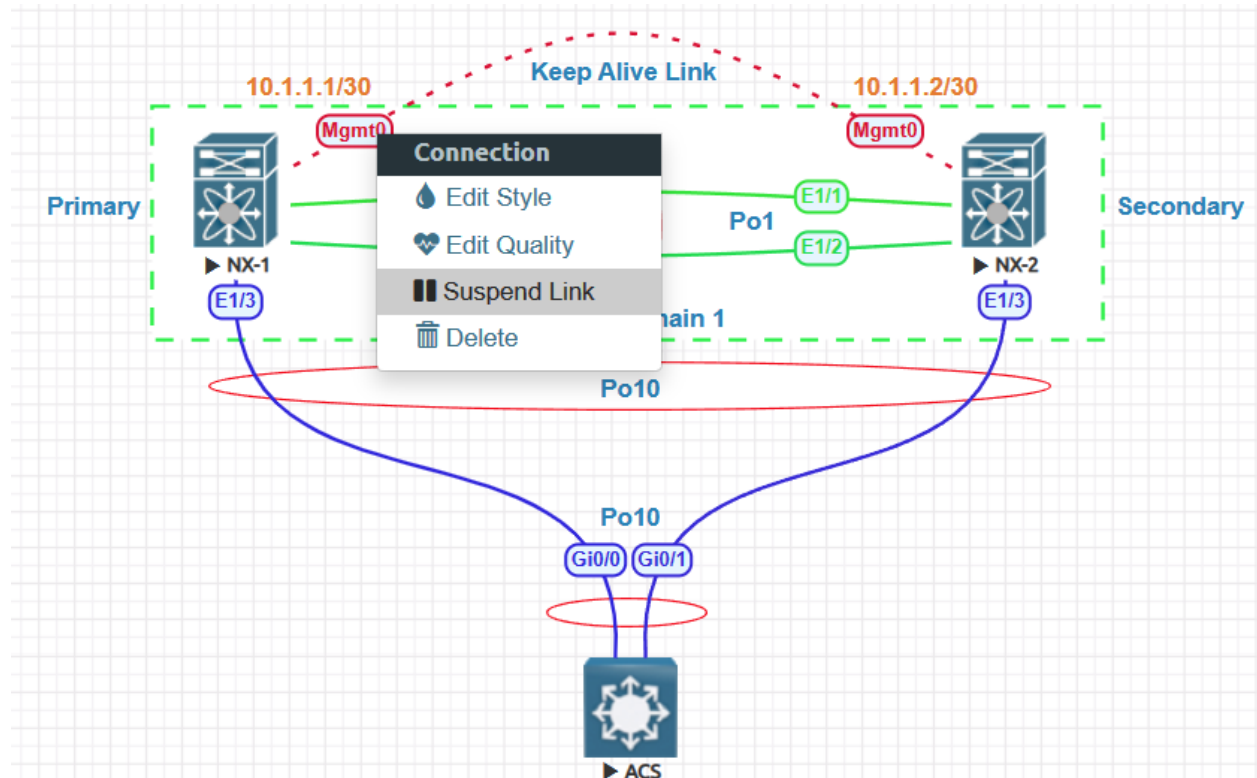 Keep Alive Link
10.1.1.1/30
10.1.1.2/30
Mgmt0
Mgmt0
Connection
Edit Style
Edit Quality
Suspend Link
Delete
Primary
E1/1
Po1
E1/2
Secondary
NX-1
NX-2
E1/3
E1/3
main 1
Po10
Po10
Gi0/0
Gi0/1
ACS